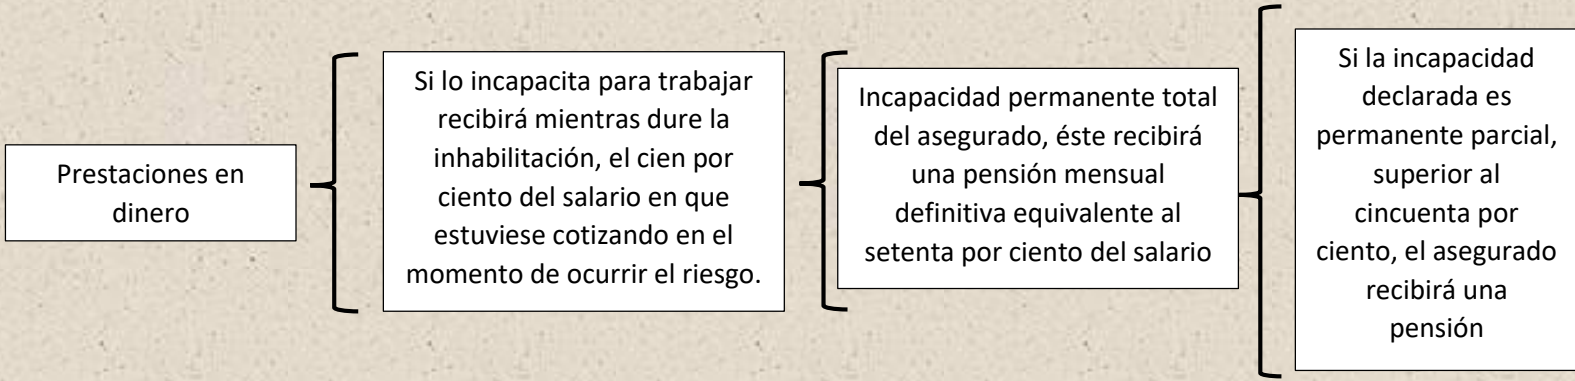 Prestaciones en
dinero
Si lo incapacita para trabajar
recibirá mientras dure la
inhabilitación, el cien por
ciento del salario en que
estuviese cotizando en el
momento de ocurrir el riesgo.
Incapacidad permanente total
del asegurado, éste recibirá
una pensión mensual
definitiva equivalente al
setenta por ciento del salario
Si la incapacidad
declarada es
permanente parcial,
superior al
cincuenta por
ciento, el asegurado
recibirá una
pensión